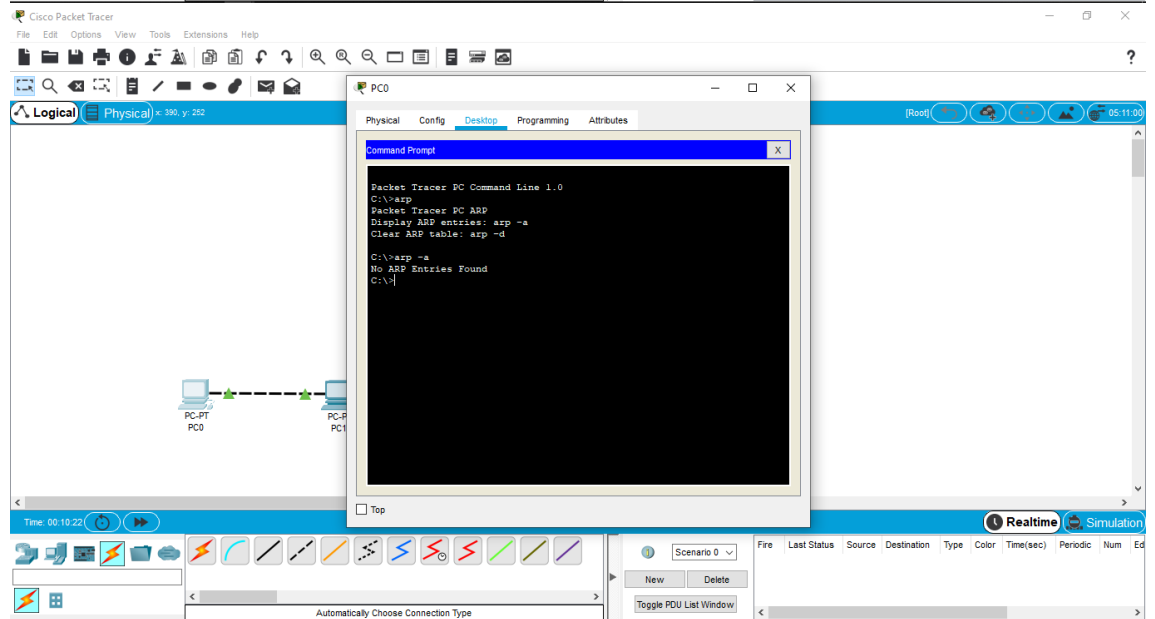 Cisco Packet Tracer
File Edit Options View Tools Extensions Help
?
Logical Physical x: 390, y: 252 [Root] 05:11:00
PC0
Physical Config Desktop Programming Attributes
Command Prompt X
Packet Tracer PC Command Line 1.0
C:\>arp
Packet Tracer PC ARP
Display ARP entries: arp -a
Clear ARP table: arp -d
C:\>arp -a
No ARP Entries Found
C:\>
PC-PT
PC0
PC-P
PC1
Top
Time: 00:10:22
Realtime Simulation
Scenario 0
Fire Last Status Source Destination Type Color Time(sec) Periodic Num Ed
New Delete
Toggle PDU List Window
Automatically Choose Connection Type